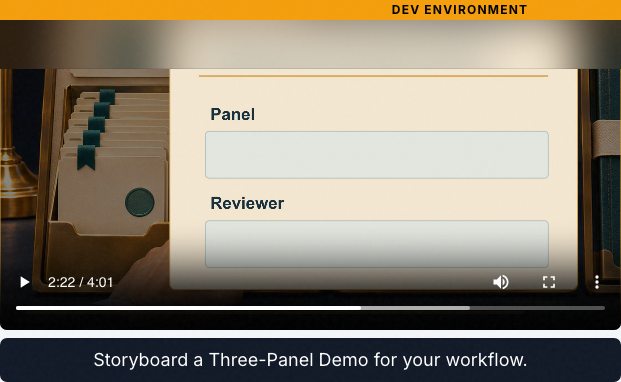 DEV ENVIRONMENT
Panel
Reviewer
2:22 / 4:01
Storyboard a Three-Panel Demo for your workflow.